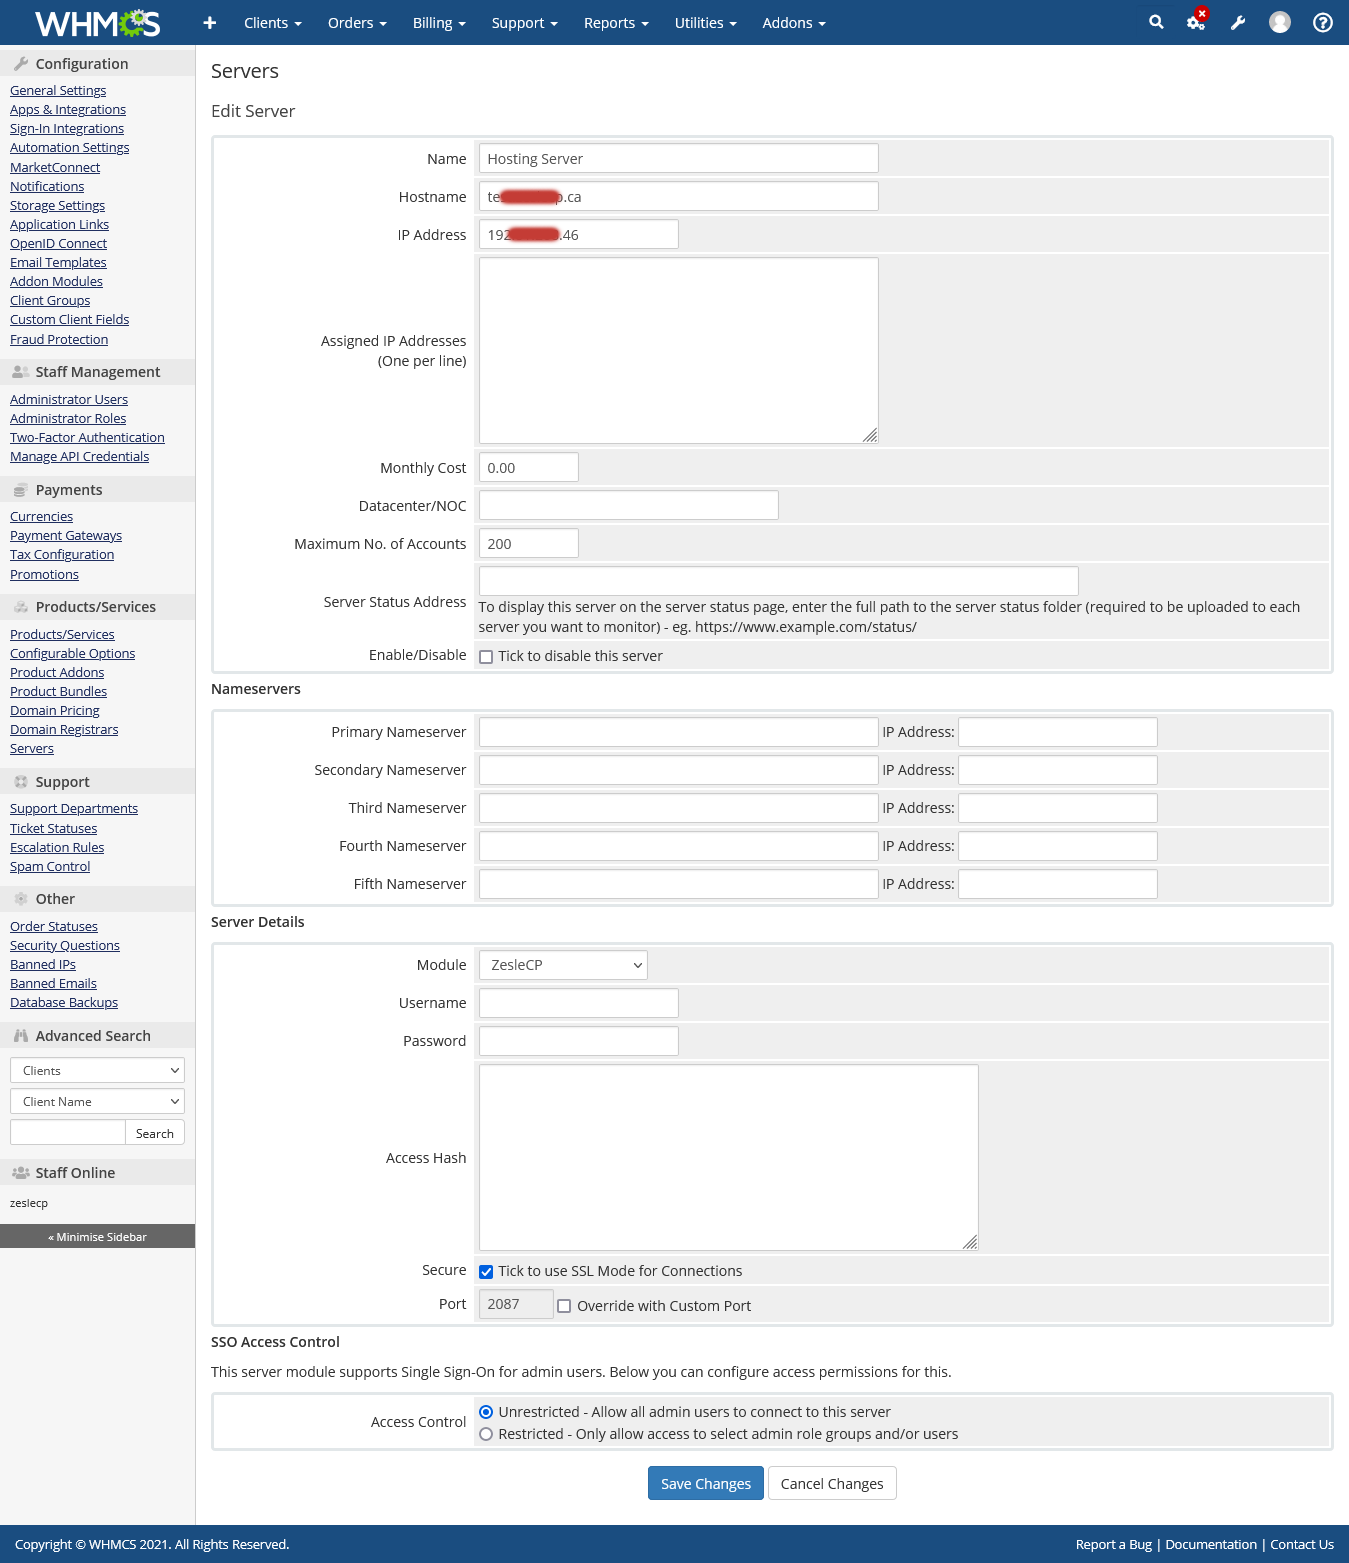 WHMCS
Clients
Orders
Billing
Support
Reports
Utilities
Addons
Configuration
General Settings
Apps & Integrations
Sign-In Integrations
Automation Settings
MarketConnect
Notifications
Storage Settings
Application Links
OpenID Connect
Email Templates
Addon Modules
Client Groups
Custom Client Fields
Fraud Protection
Staff Management
Administrator Users
Administrator Roles
Two-Factor Authentication
Manage API Credentials
Payments
Currencies
Payment Gateways
Tax Configuration
Promotions
Products/Services
Products/Services
Configurable Options
Product Addons
Product Bundles
Domain Pricing
Domain Registrars
Servers
Support
Support Departments
Ticket Statuses
Escalation Rules
Spam Control
Other
Order Statuses
Security Questions
Banned IPs
Banned Emails
Database Backups
Advanced Search
Clients
Client Name
Search
Staff Online
zeslecp
« Minimise Sidebar
Servers
Edit Server
Name Hosting Server
Hostname .ca
IP Address .46
Assigned IP Addresses
(One per line)
Monthly Cost 0.00
Datacenter/NOC
Maximum No. of Accounts 200
Server Status Address
To display this server on the server status page, enter the full path to the server status folder (required to be uploaded to each
server you want to monitor) - eg. https://www.example.com/status/
Enable/Disable Tick to disable this server
Nameservers
Primary Nameserver IP Address:
Secondary Nameserver IP Address:
Third Nameserver IP Address:
Fourth Nameserver IP Address:
Fifth Nameserver IP Address:
Server Details
Module ZesleCP
Username
Password
Access Hash
Secure Tick to use SSL Mode for Connections
Port 2087 Override with Custom Port
SSO Access Control
This server module supports Single Sign-On for admin users. Below you can configure access permissions for this.
Access Control
Unrestricted - Allow all admin users to connect to this server
Restricted - Only allow access to select admin role groups and/or users
Save Changes
Cancel Changes
Copyright © WHMCS 2021. All Rights Reserved.
Report a Bug | Documentation | Contact Us